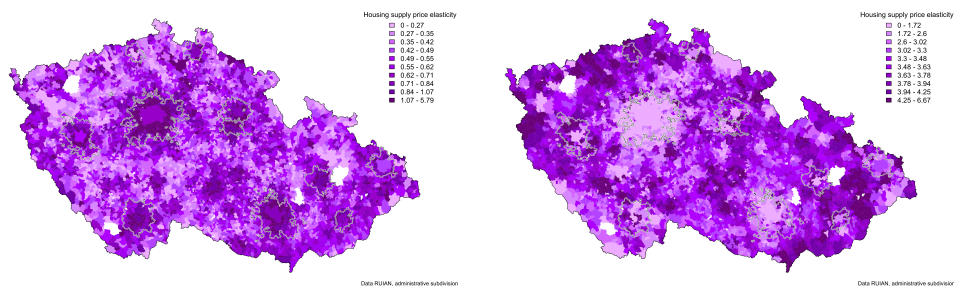 Housing supply price elasticity
0 - 0.27
0.27 - 0.35
0.35 - 0.42
0.42 - 0.49
0.49 - 0.55
0.55 - 0.62
0.62 - 0.71
0.71 - 0.84
0.84 - 1.07
1.07 - 5.79
Data RUIAN, administrative subdivision
Housing supply price elasticity
0 - 1.72
1.72 - 2.6
2.6 - 3.02
3.02 - 3.3
3.3 - 3.48
3.48 - 3.63
3.63 - 3.78
3.78 - 3.94
3.94 - 4.25
4.25 - 6.67
Data RUIAN, administrative subdivision